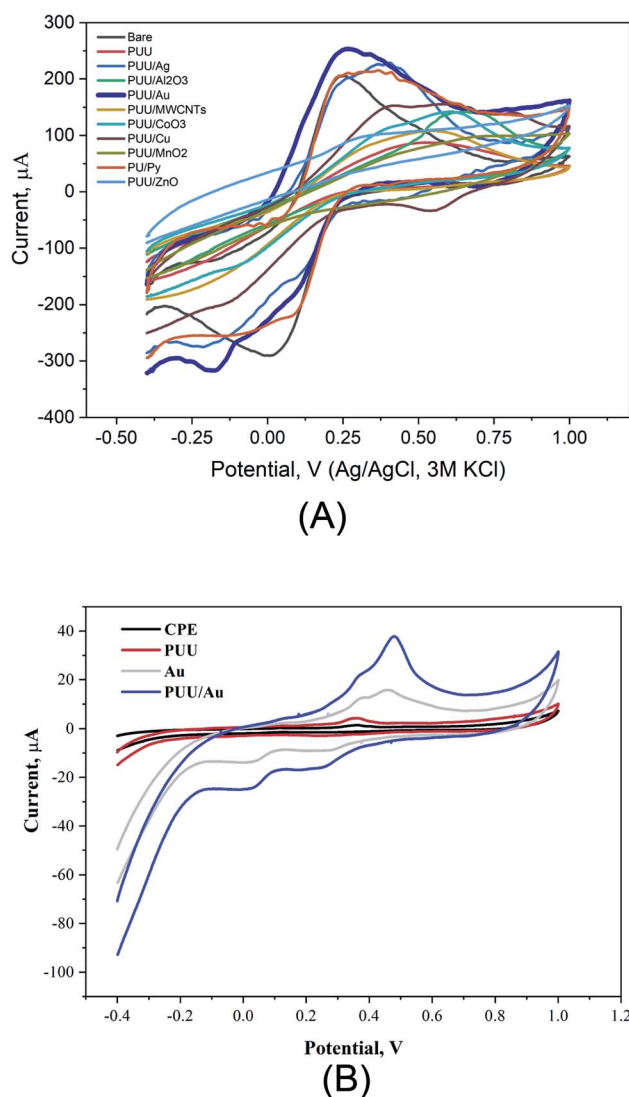 300
200
100
0
-100
-200
-300
-400
Current, μA
Bare
PUU
PUU/Ag
PUU/Al2O3
PUU/Au
PUU/MWCNTs
PUU/CoO3
PUU/Cu
PUU/MnO2
PU/Py
PUU/ZnO
-0.50 -0.25 0.00 0.25 0.50 0.75 1.00
Potential, V (Ag/AgCl, 3M KCl)
(A)
40
20
0
-20
-40
-60
-80
-100
Current, μA
CPE
PUU
Au
PUU/Au
-0.4 -0.2 0.0 0.2 0.4 0.6 0.8 1.0 1.2
Potential, V
(B)